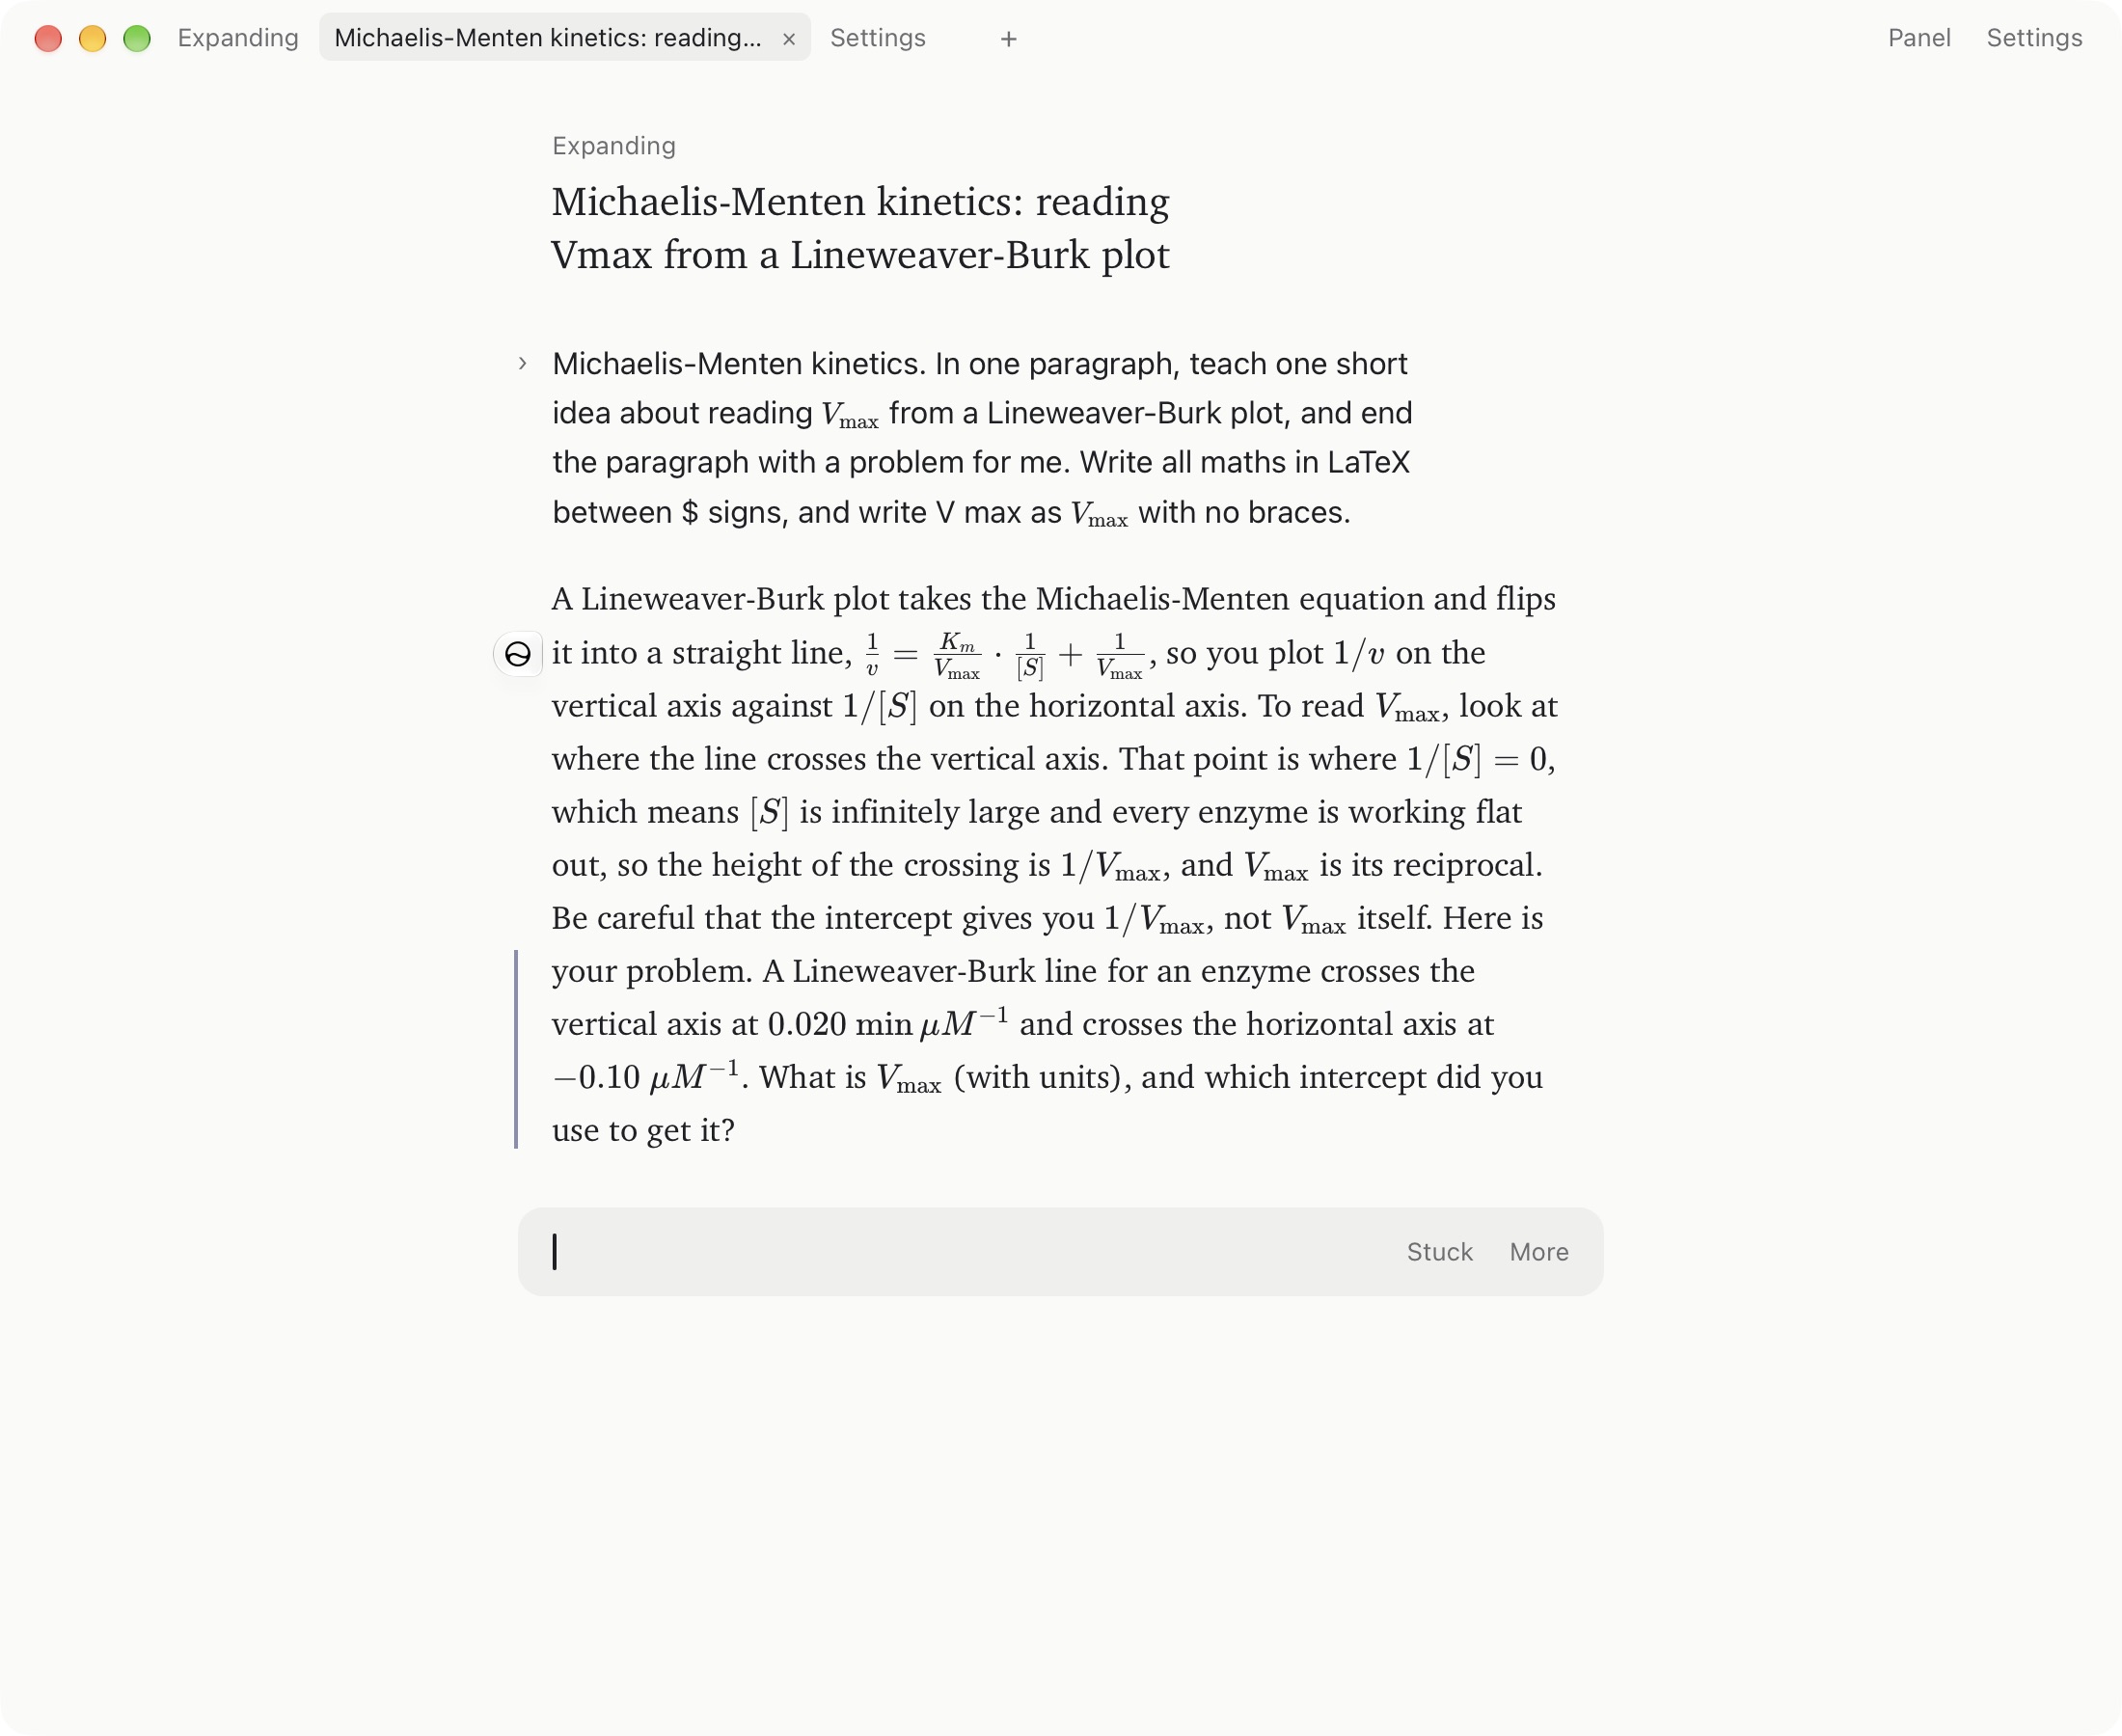 Expanding
Michaelis-Menten kinetics: reading...
×
Settings
+
Panel
Settings
Expanding
Michaelis-Menten kinetics: reading
Vmax from a Lineweaver-Burk plot
› Michaelis-Menten kinetics. In one paragraph, teach one short
idea about reading $V_{\max}$ from a Lineweaver-Burk plot, and end
the paragraph with a problem for me. Write all maths in LaTeX
between $ signs, and write V max as $V_{\max}$ with no braces.
A Lineweaver-Burk plot takes the Michaelis-Menten equation and flips
it into a straight line, $\frac{1}{v} = \frac{K_m}{V_{\max}} \cdot \frac{1}{[S]} + \frac{1}{V_{\max}}$, so you plot $1/v$ on the
vertical axis against $1/[S]$ on the horizontal axis. To read $V_{\max}$, look at
where the line crosses the vertical axis. That point is where $1/[S] = 0$,
which means $[S]$ is infinitely large and every enzyme is working flat
out, so the height of the crossing is $1/V_{\max}$, and $V_{\max}$ is its reciprocal.
Be careful that the intercept gives you $1/V_{\max}$, not $V_{\max}$ itself. Here is
your problem. A Lineweaver-Burk line for an enzyme crosses the
vertical axis at $0.020 \min \mu M^{-1}$ and crosses the horizontal axis at
$-0.10\ \mu M^{-1}$. What is $V_{\max}$ (with units), and which intercept did you
use to get it?
Stuck
More